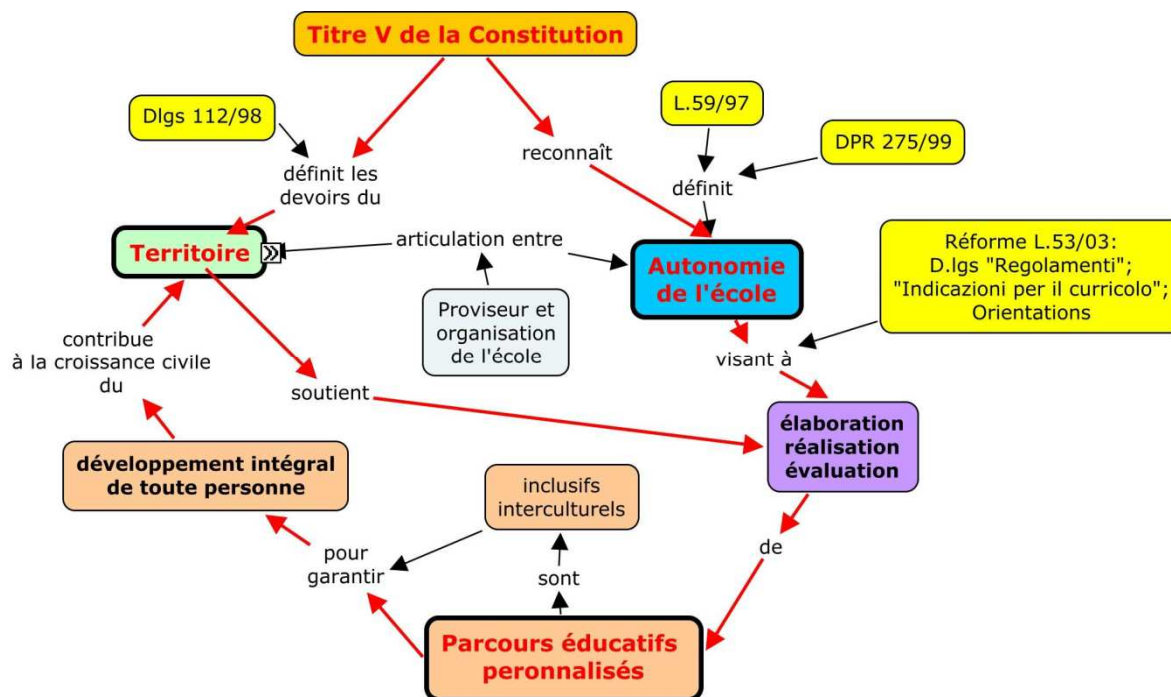 Titre V de la Constitution
Dlgs 112/98
L.59/97
DPR 275/99
reconnaît
définit les
devoirs du
définit
Territoire
articulation entre
Autonomie
de l'école
Réforme L.53/03:
D.lgs "Regolamenti";
"Indicazioni per il curricolo";
Orientations
Proviseur et
organisation
de l'école
contribue
à la croissance civile
du
visant à
soutient
élaboration
réalisation
évaluation
développement intégral
de toute personne
inclusifs
interculturels
pour
garantir
sont
de
Parcours éducatifs
peronnalisés